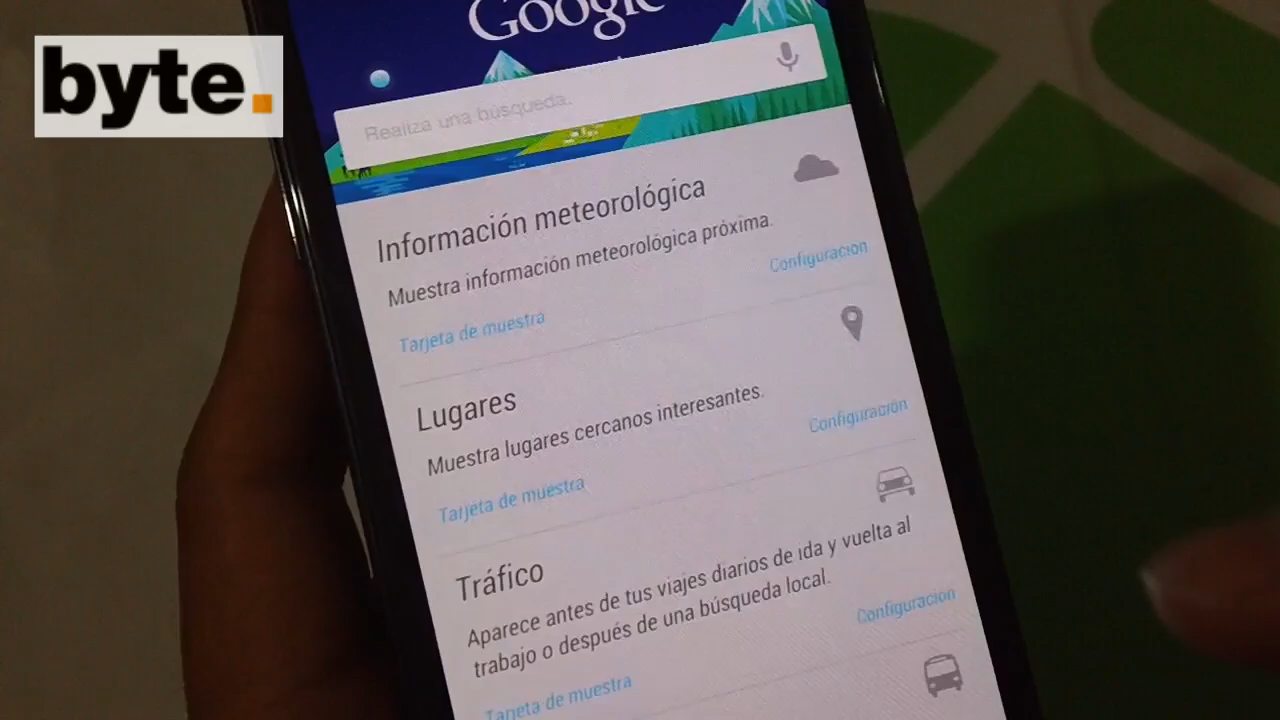 Google
byte.
Realiza una búsqueda.
Información meteorológica
Muestra información meteorológica próxima.
Configuración
Tarjeta de muestra
Lugares
Muestra lugares cercanos interesantes.
Configuración
Tarjeta de muestra
Tráfico
Aparece antes de tus viajes diarios de ida y vuelta al
trabajo o después de una búsqueda local.
Configuración
Tarjeta de muestra